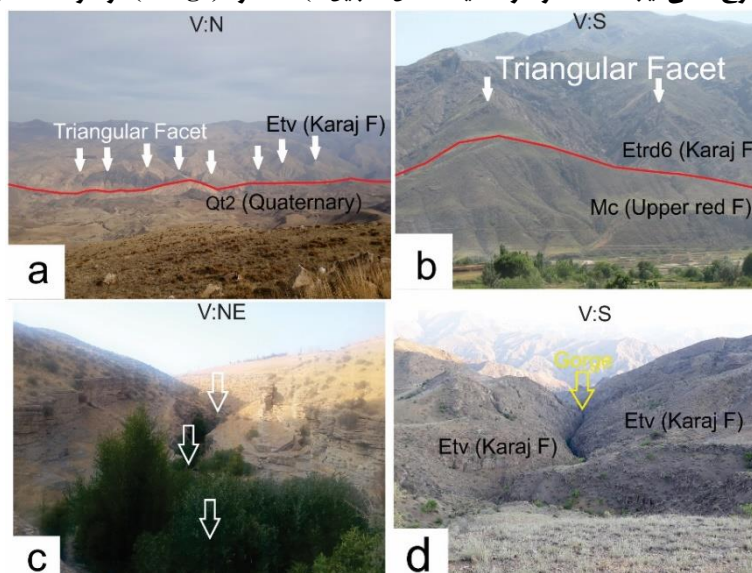 V:N
Triangular Facet
Etv (Karaj F)
Qt2 (Quaternary)
a
V:S
Triangular Facet
Etrd6 (Karaj F
Mc (Upper red F)
b
V:NE
c
V:S
Gorge
Etv (Karaj F)
Etv (Karaj F)
d